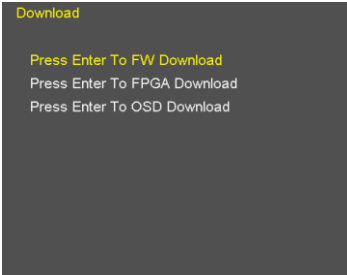 Download
Press Enter To FW Download
Press Enter To FPGA Download
Press Enter To OSD Download